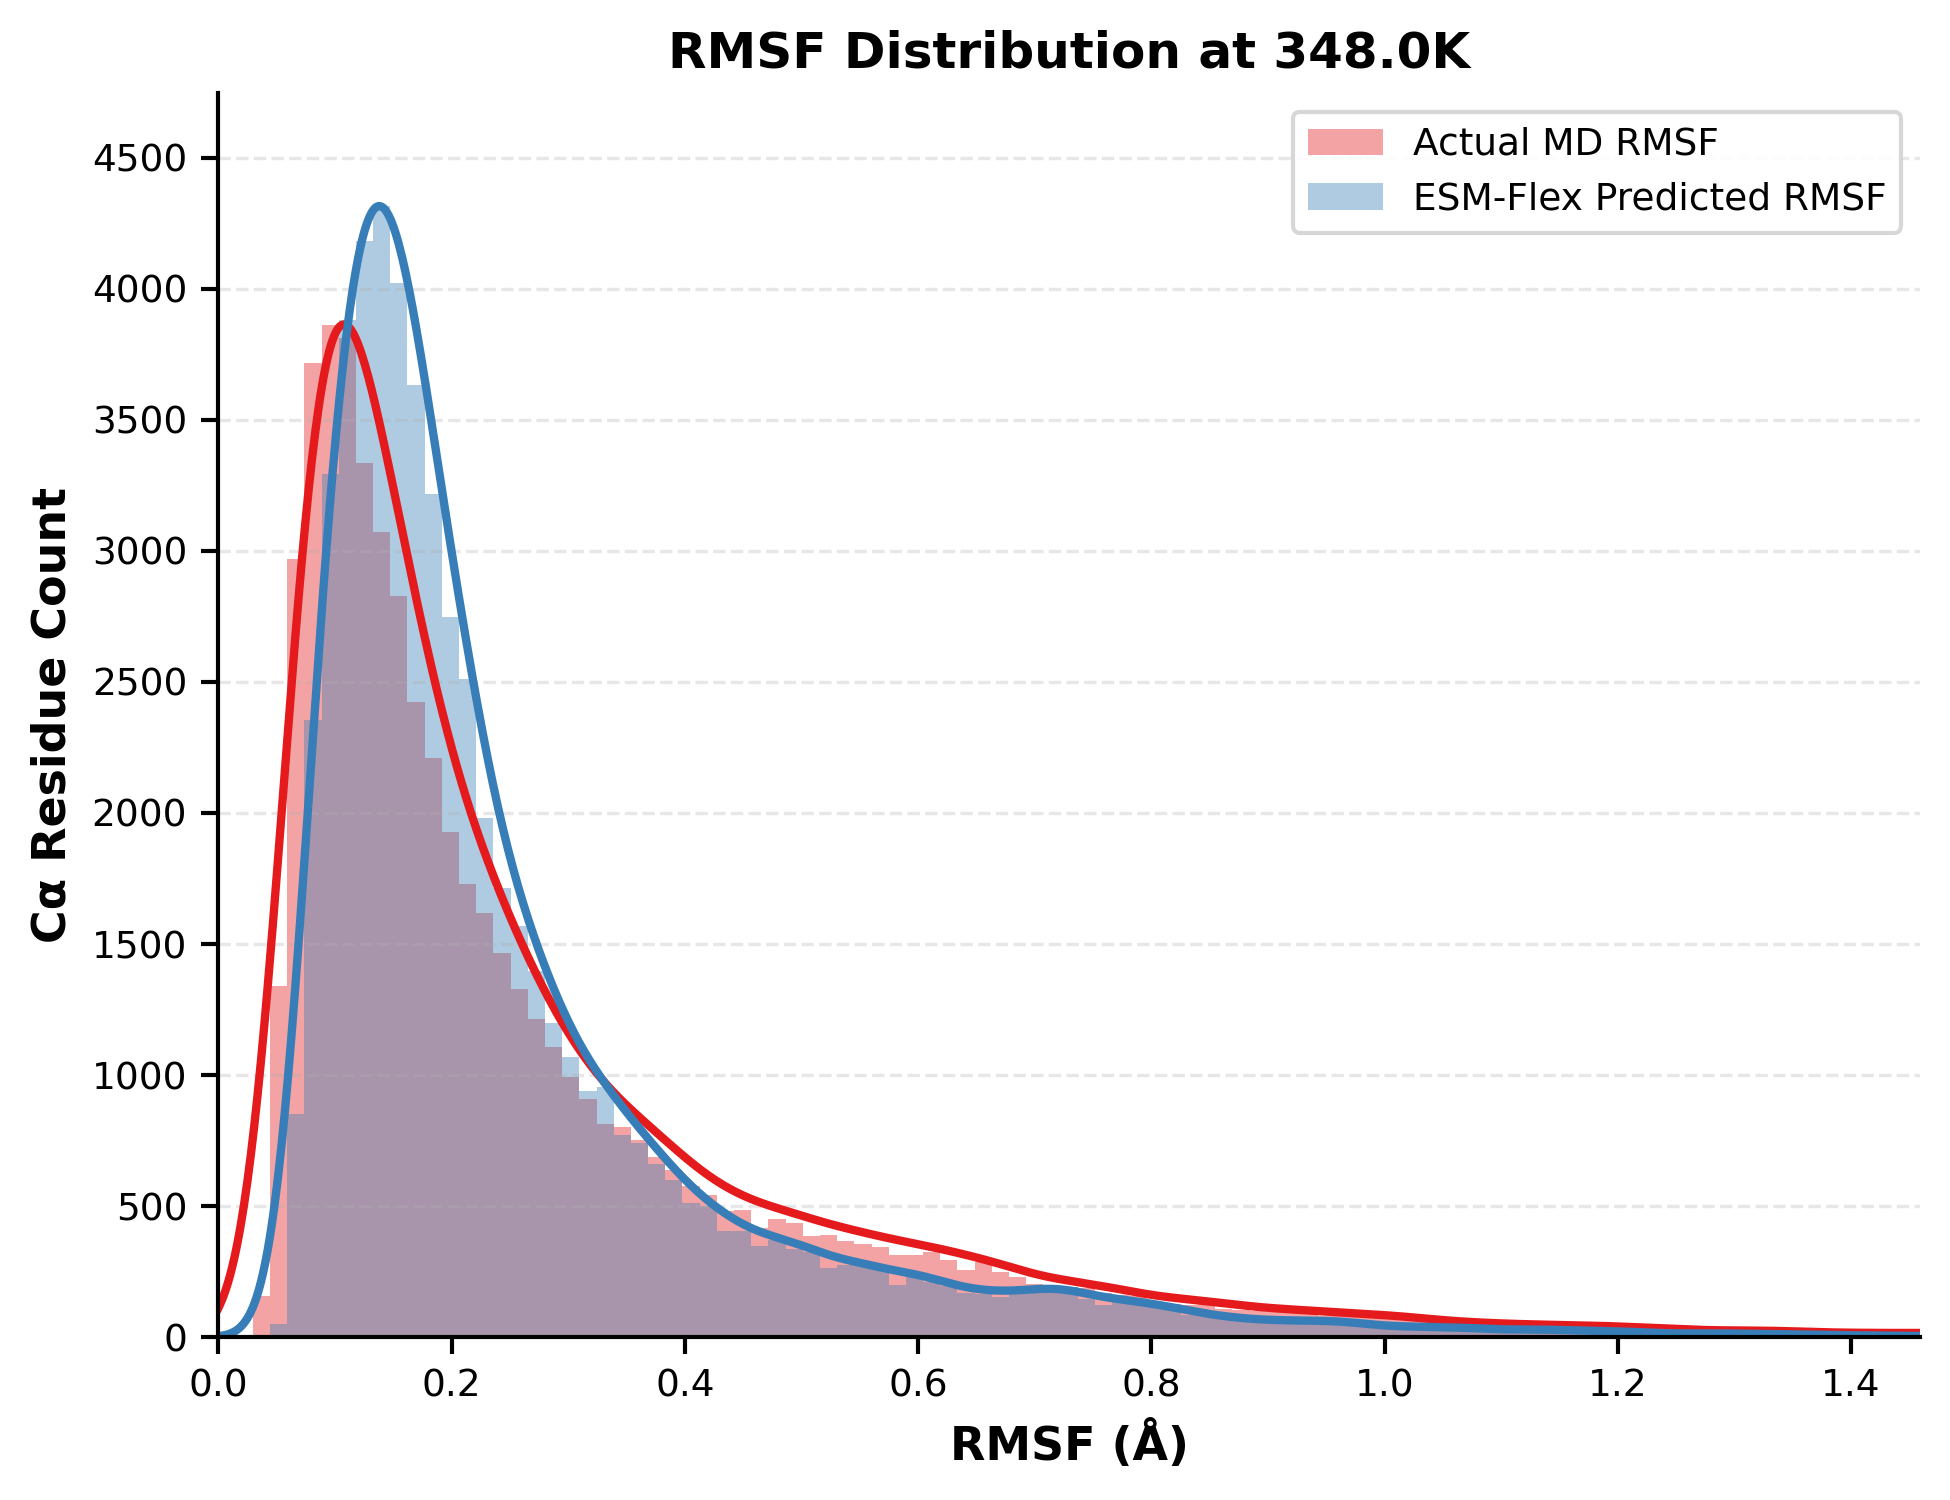 RMSF Distribution at 348.0K
Actual MD RMSF
ESM-Flex Predicted RMSF
Cα Residue Count
4500
4000
3500
3000
2500
2000
1500
1000
500
0
0.0 0.2 0.4 0.6 0.8 1.0 1.2 1.4
RMSF (Å)